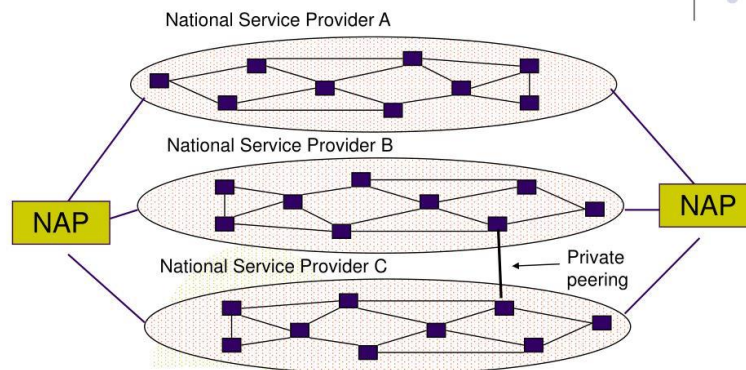 National Service Provider A
National Service Provider B
NAP
NAP
National Service Provider C
Private
peering